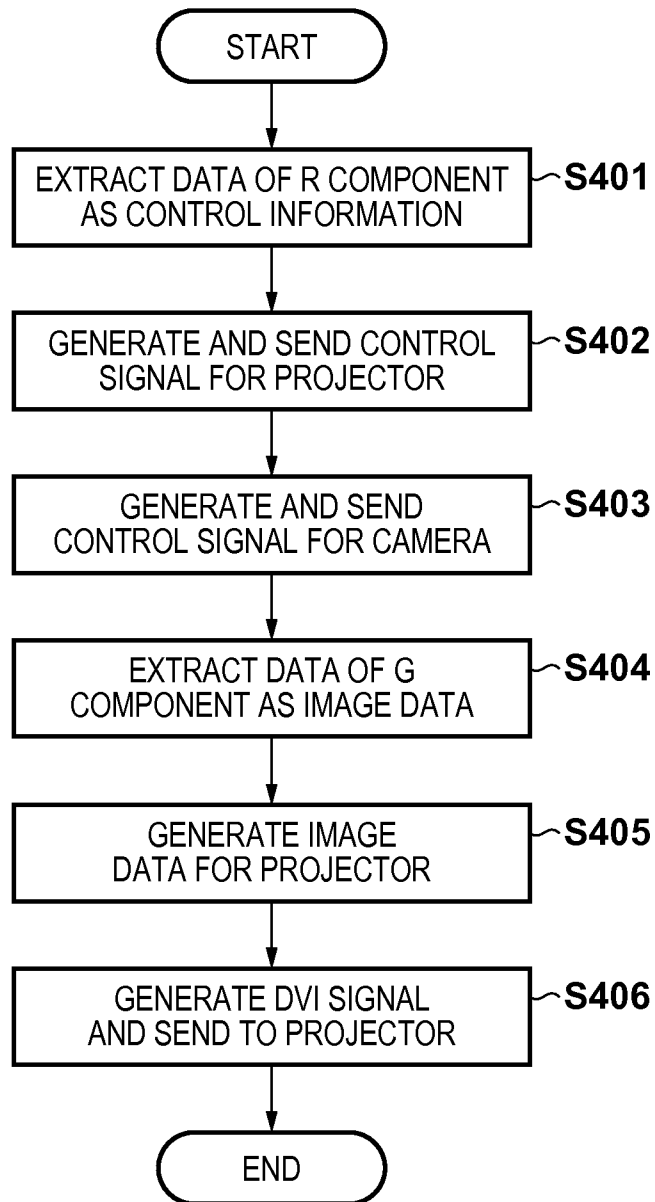 START
EXTRACT DATA OF R COMPONENT
AS CONTROL INFORMATION
S401
GENERATE AND SEND CONTROL
SIGNAL FOR PROJECTOR
S402
GENERATE AND SEND
CONTROL SIGNAL FOR CAMERA
S403
EXTRACT DATA OF G
COMPONENT AS IMAGE DATA
S404
GENERATE IMAGE
DATA FOR PROJECTOR
S405
GENERATE DVI SIGNAL
AND SEND TO PROJECTOR
S406
END